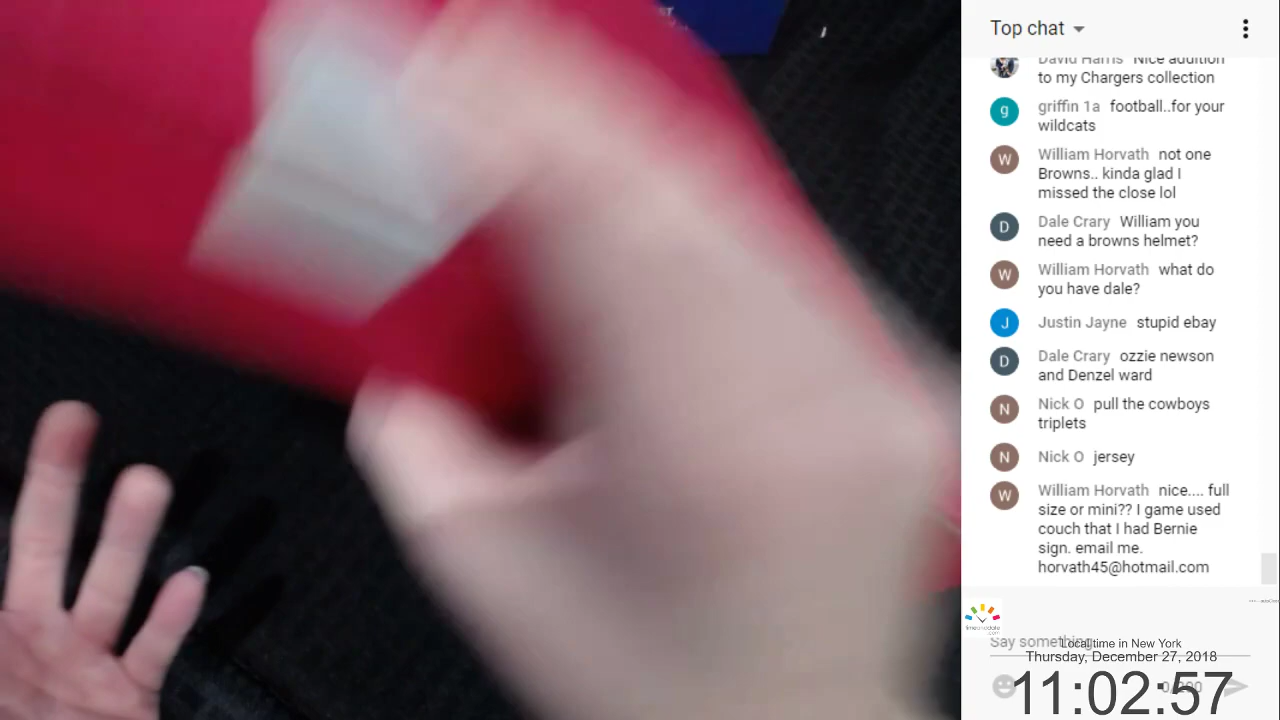 Top chat
David Harris Nice addition
to my Chargers collection
g
griffin 1a football..for your
wildcats
W
William Horvath not one
Browns.. kinda glad I
missed the close lol
D
Dale Crary William you
need a browns helmet?
W
William Horvath what do
you have dale?
J
Justin Jayne stupid ebay
D
Dale Crary ozzie newson
and Denzel ward
N
Nick O pull the cowboys
triplets
N
Nick O jersey
W
William Horvath nice.... full
size or mini?? I game used
couch that I had Bernie
sign. email me.
horvath45@hotmail.com
Say something...
Local time in New York
Thursday, December 27, 2018
11:02:57